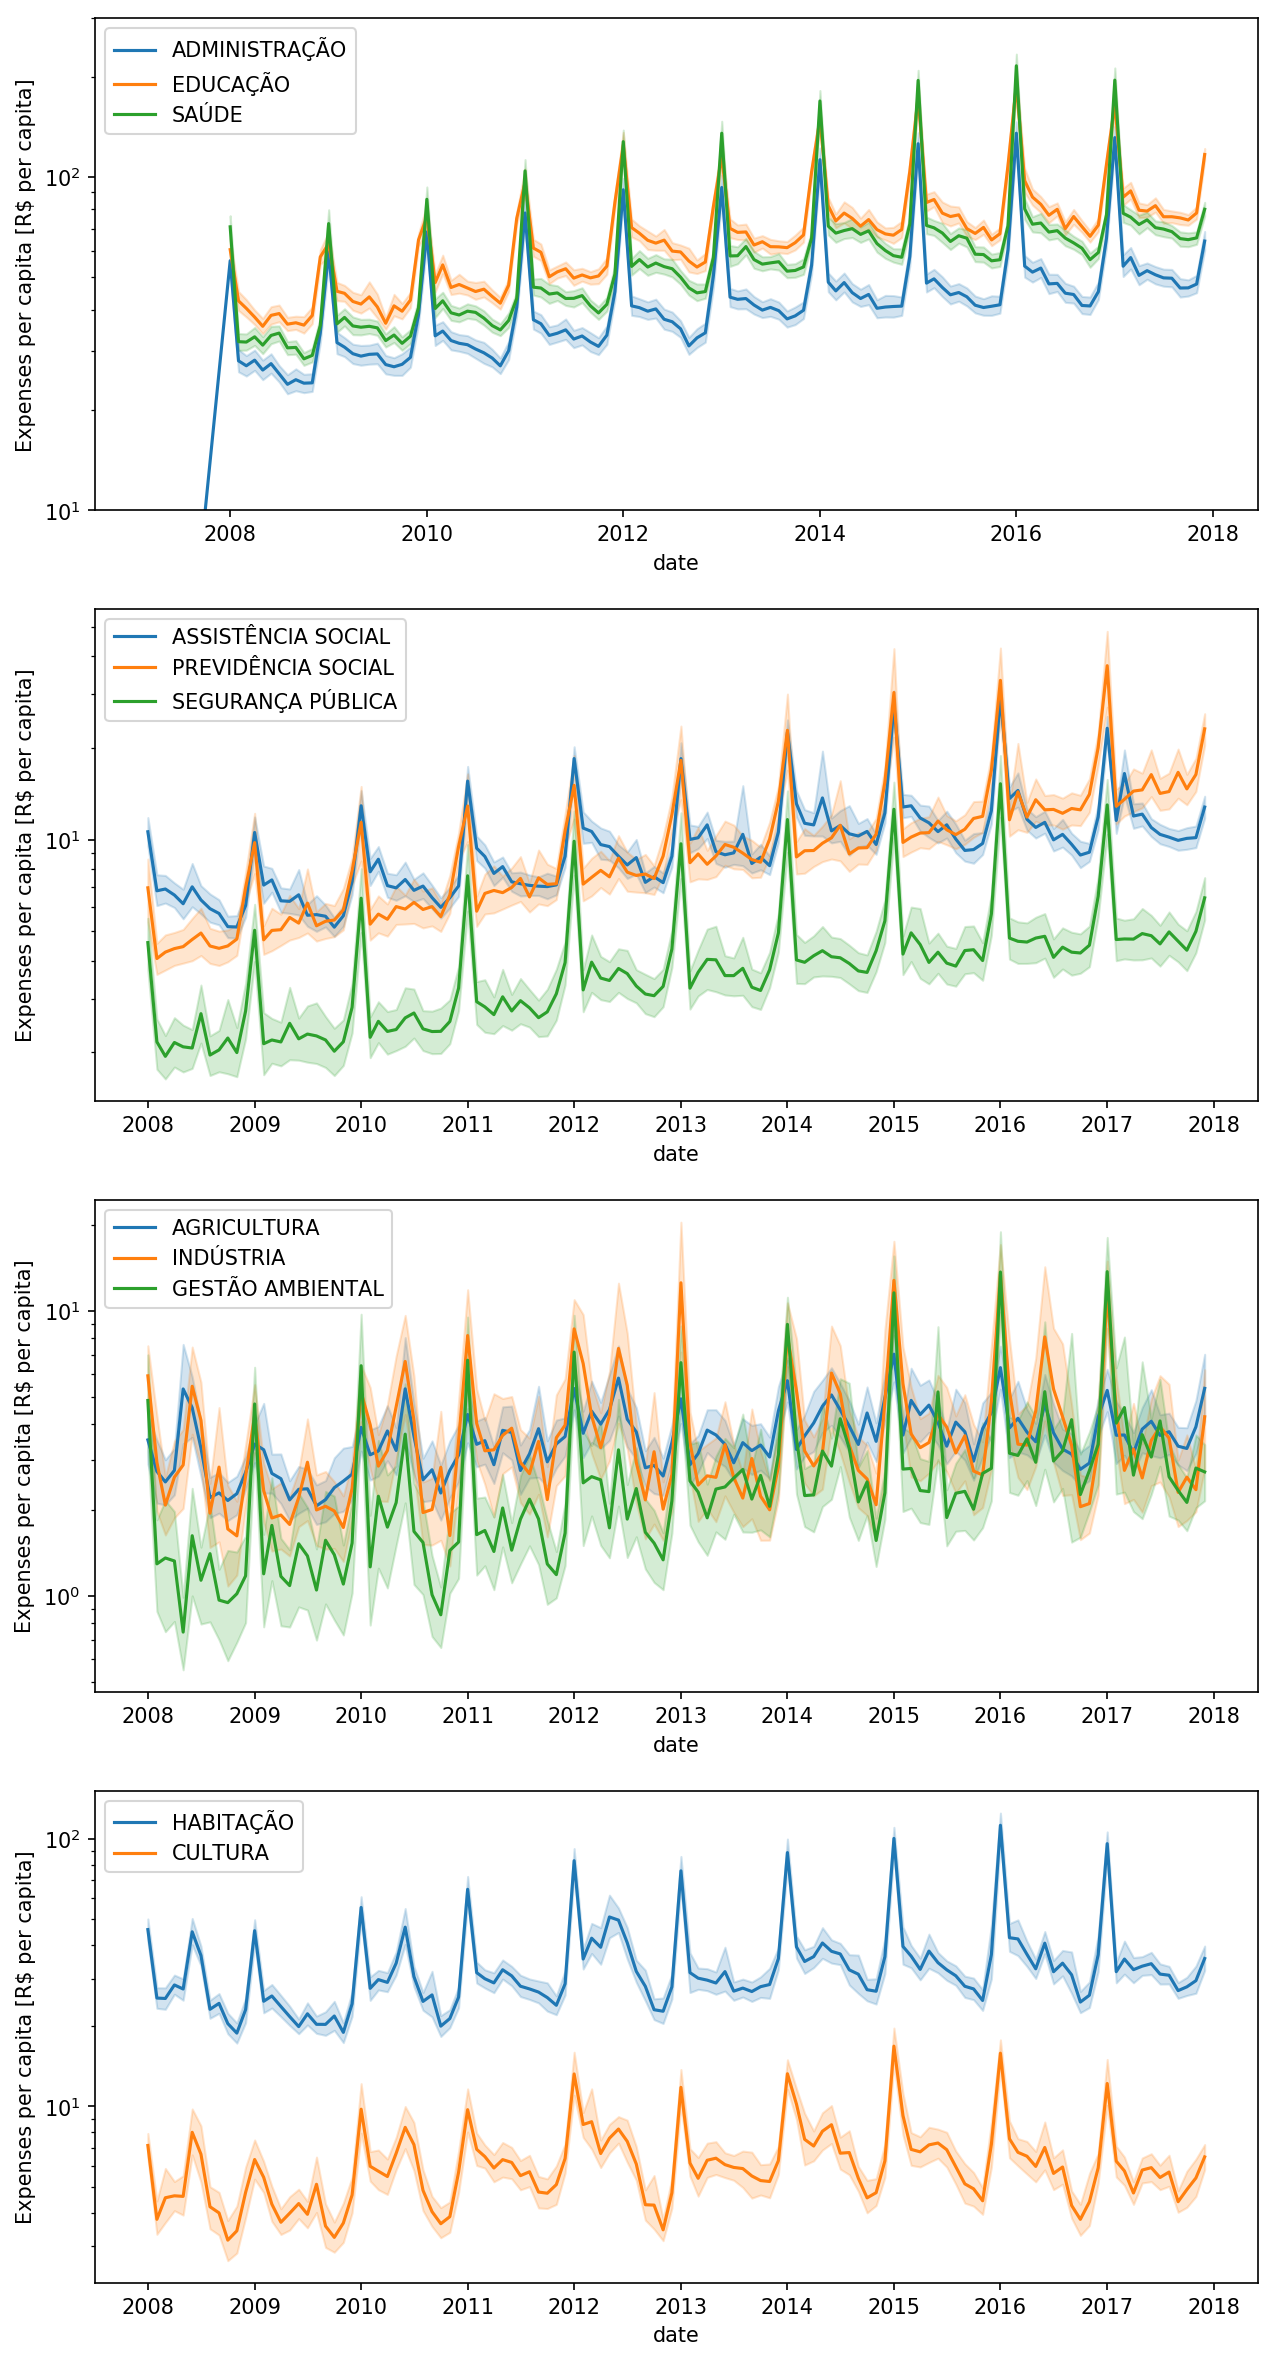 Expenses per capita [R$ per capita]
ADMINISTRAÇÃO
EDUCAÇÃO
SAÚDE
10²
10¹
2008 2010 2012 2014 2016 2018
date
Expenses per capita [R$ per capita]
ASSISTÊNCIA SOCIAL
PREVIDÊNCIA SOCIAL
SEGURANÇA PÚBLICA
10¹
2008 2009 2010 2011 2012 2013 2014 2015 2016 2017 2018
date
Expenses per capita [R$ per capita]
AGRICULTURA
INDÚSTRIA
GESTÃO AMBIENTAL
10¹
10⁰
2008 2009 2010 2011 2012 2013 2014 2015 2016 2017 2018
date
Expenses per capita [R$ per capita]
HABITAÇÃO
CULTURA
10²
10¹
2008 2009 2010 2011 2012 2013 2014 2015 2016 2017 2018
date